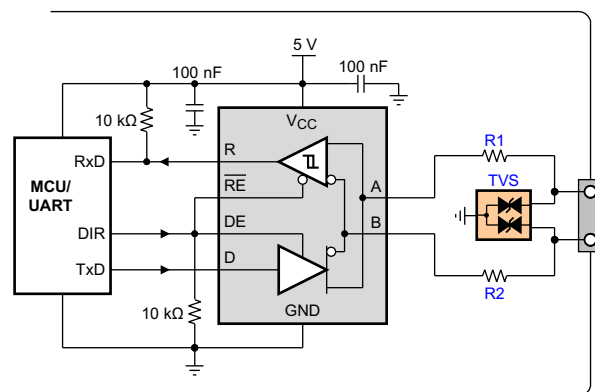 5 V
100 nF
100 nF
10 kΩ
VCC
R1
RxD
R
TVS
MCU/
UART
RE
A
DIR
DE
B
TxD
D
R2
10 kΩ
GND